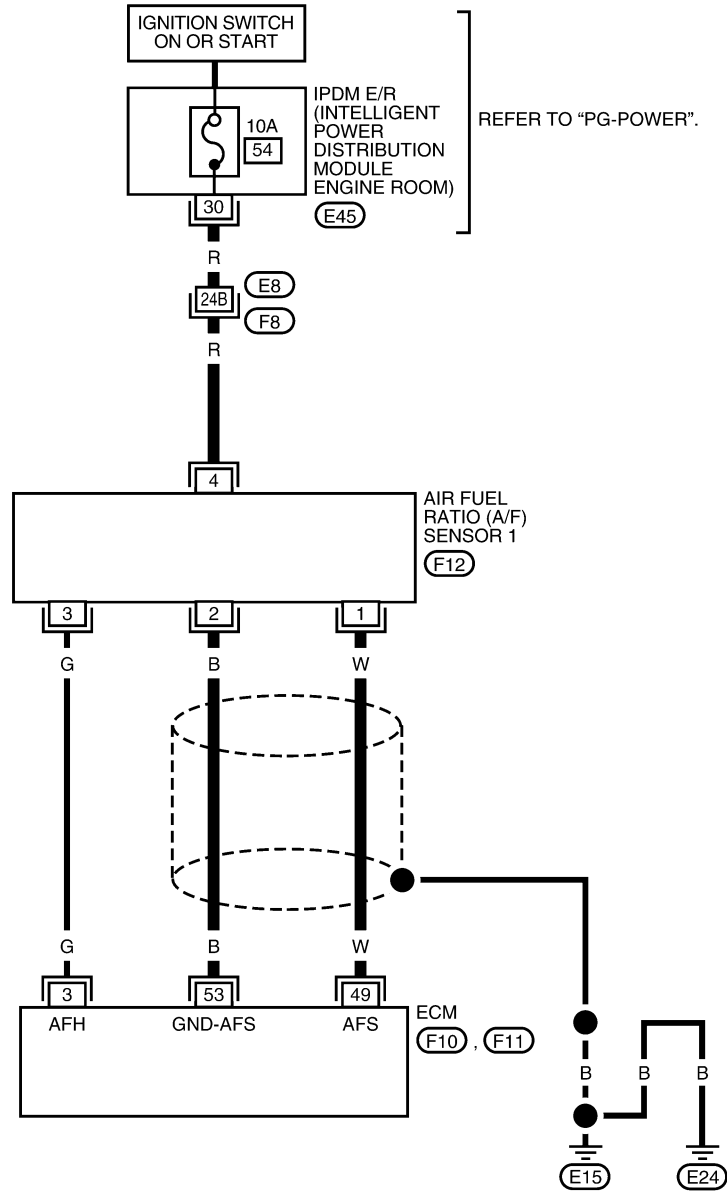 IGNITION SWITCH
ON OR START
IPDM E/R
(INTELLIGENT
POWER
DISTRIBUTION
MODULE
ENGINE ROOM)
10A
54
REFER TO “PG-POWER”.
30
E45
R
24B
E8
F8
R
4
AIR FUEL
RATIO (A/F)
SENSOR 1
F12
3 2 1
G B W
G B W
3 53 49
AFH GND-AFS AFS
ECM
F10 , F11
B B B
E15 E24